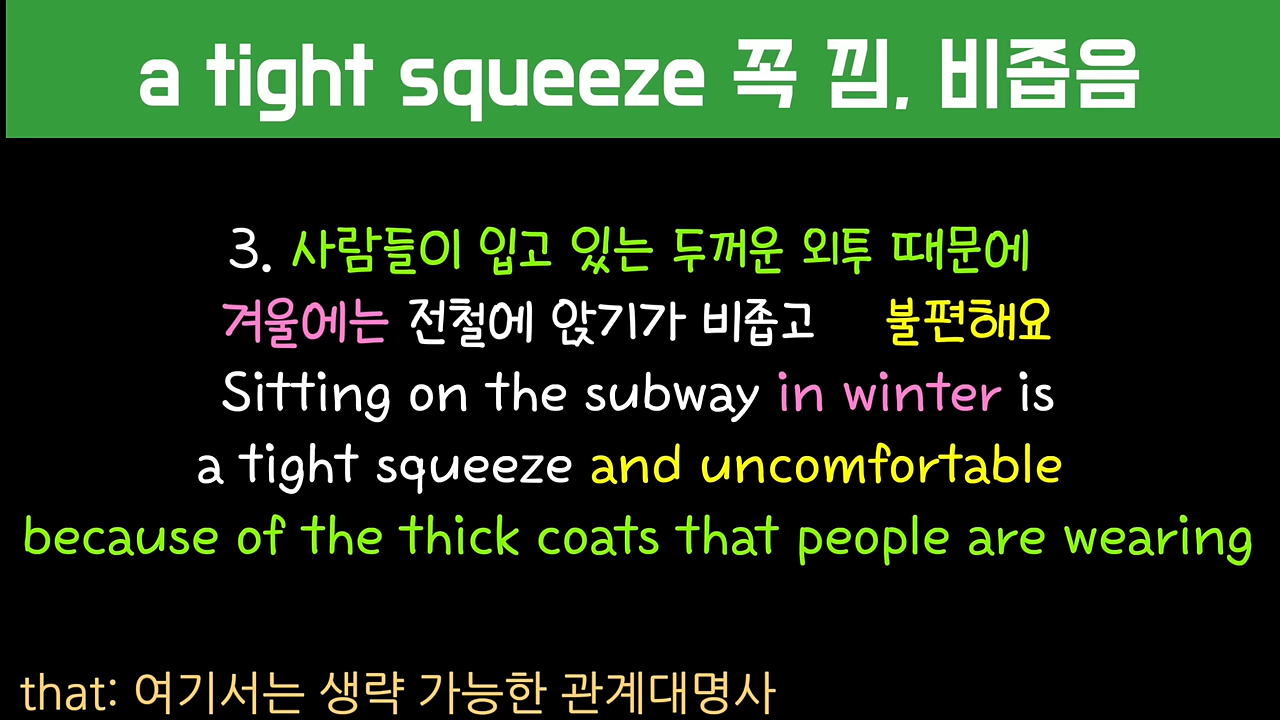 a tight squeeze 꼭 낌, 비좁음
3. 사람들이 입고 있는 두꺼운 외투 때문에
겨울에는 전철에 앉기가 비좁고 불편해요
Sitting on the subway in winter is
a tight squeeze and uncomfortable
because of the thick coats that people are wearing
that: 여기서는 생략 가능한 관계대명사